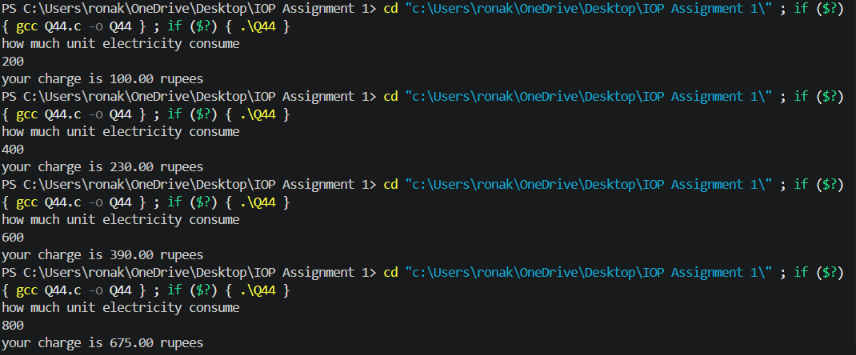 PS C:\Users\ronak\OneDrive\Desktop\IOP Assignment 1> cd "c:\Users\ronak\OneDrive\Desktop\IOP Assignment 1\" ; if ($?)
{ gcc Q44.c -o Q44 } ; if ($?) { .\Q44 }
how much unit electricity consume
200
your charge is 100.00 rupees
PS C:\Users\ronak\OneDrive\Desktop\IOP Assignment 1> cd "c:\Users\ronak\OneDrive\Desktop\IOP Assignment 1\" ; if ($?)
{ gcc Q44.c -o Q44 } ; if ($?) { .\Q44 }
how much unit electricity consume
400
your charge is 230.00 rupees
PS C:\Users\ronak\OneDrive\Desktop\IOP Assignment 1> cd "c:\Users\ronak\OneDrive\Desktop\IOP Assignment 1\" ; if ($?)
{ gcc Q44.c -o Q44 } ; if ($?) { .\Q44 }
how much unit electricity consume
600
your charge is 390.00 rupees
PS C:\Users\ronak\OneDrive\Desktop\IOP Assignment 1> cd "c:\Users\ronak\OneDrive\Desktop\IOP Assignment 1\" ; if ($?)
{ gcc Q44.c -o Q44 } ; if ($?) { .\Q44 }
how much unit electricity consume
800
your charge is 675.00 rupees